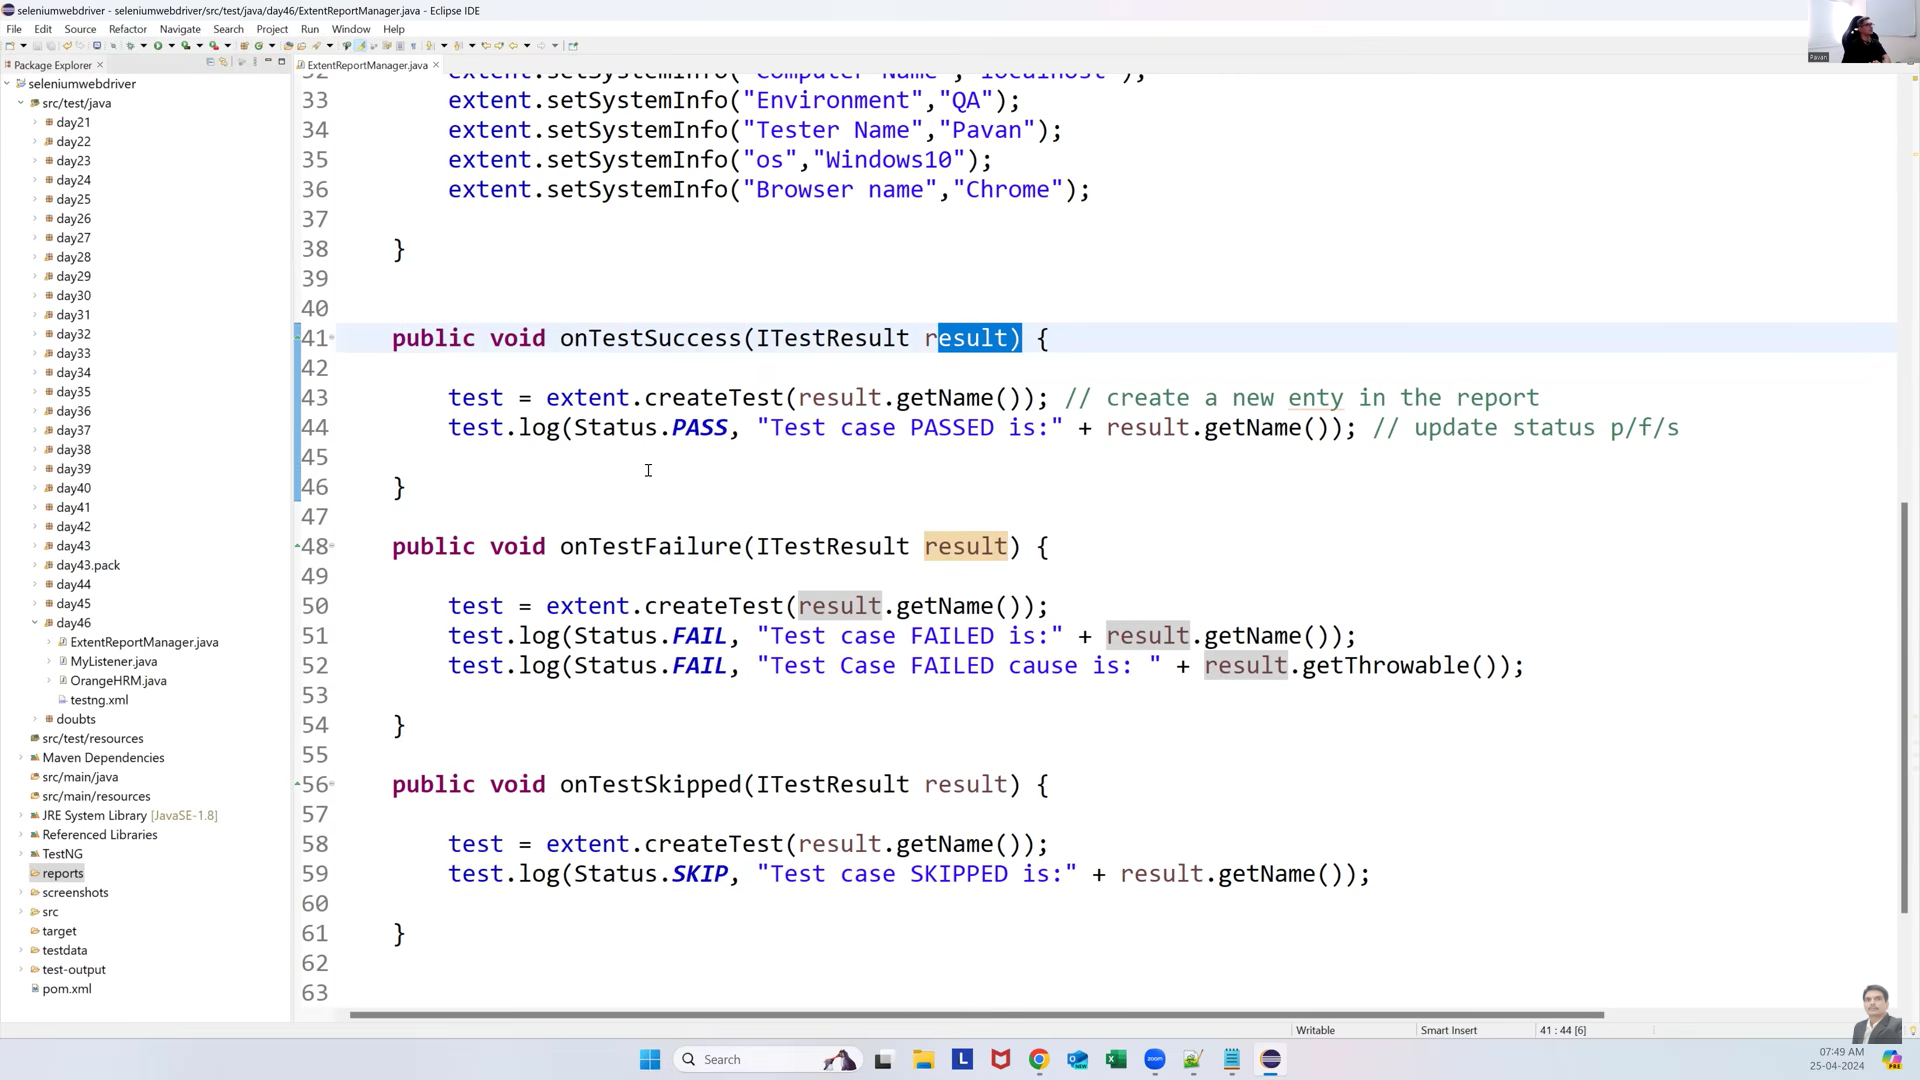 seleniumwebdriver - seleniumwebdriver/src/test/java/day46/ExtentReportManager.java - Eclipse IDE
File Edit Source Refactor Navigate Search Project Run Window Help
Package Explorer
seleniumwebdriver
src/test/java
day21
day22
day23
day24
day25
day26
day27
day28
day29
day30
day31
day32
day33
day34
day35
day36
day37
day38
day39
day40
day41
day42
day43
day43.pack
day44
day45
day46
ExtentReportManager.java
MyListener.java
OrangeHRM.java
testng.xml
doubts
src/test/resources
Maven Dependencies
src/main/java
src/main/resources
JRE System Library [JavaSE-1.8]
Referenced Libraries
TestNG
reports
screenshots
src
target
testdata
test-output
pom.xml
ExtentReportManager.java
32 extent.setSystemInfo("Computer Name","localhost");
33 extent.setSystemInfo("Environment","QA");
34 extent.setSystemInfo("Tester Name","Pavan");
35 extent.setSystemInfo("os","Windows10");
36 extent.setSystemInfo("Browser name","Chrome");
37
38 }
39
40
41 public void onTestSuccess(ITestResult result) {
42
43 test = extent.createTest(result.getName()); // create a new enty in the report
44 test.log(Status.PASS, "Test case PASSED is:" + result.getName()); // update status p/f/s
45
46 }
47
48 public void onTestFailure(ITestResult result) {
49
50 test = extent.createTest(result.getName());
51 test.log(Status.FAIL, "Test case FAILED is:" + result.getName());
52 test.log(Status.FAIL, "Test Case FAILED cause is: " + result.getThrowable());
53
54 }
55
56 public void onTestSkipped(ITestResult result) {
57
58 test = extent.createTest(result.getName());
59 test.log(Status.SKIP, "Test case SKIPPED is:" + result.getName());
60
61 }
62
63
Writable Smart Insert 41 : 44 [6]
Search
07:49 AM
25-04-2024
Pavan